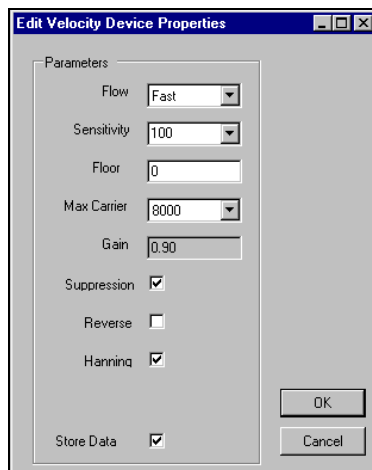 Edit Velocity Device Properties
Parameters
Flow Fast
Sensitivity 100
Floor 0
Max Carrier 8000
Gain 0.90
Suppression
Reverse
Hanning
OK
Store Data
Cancel